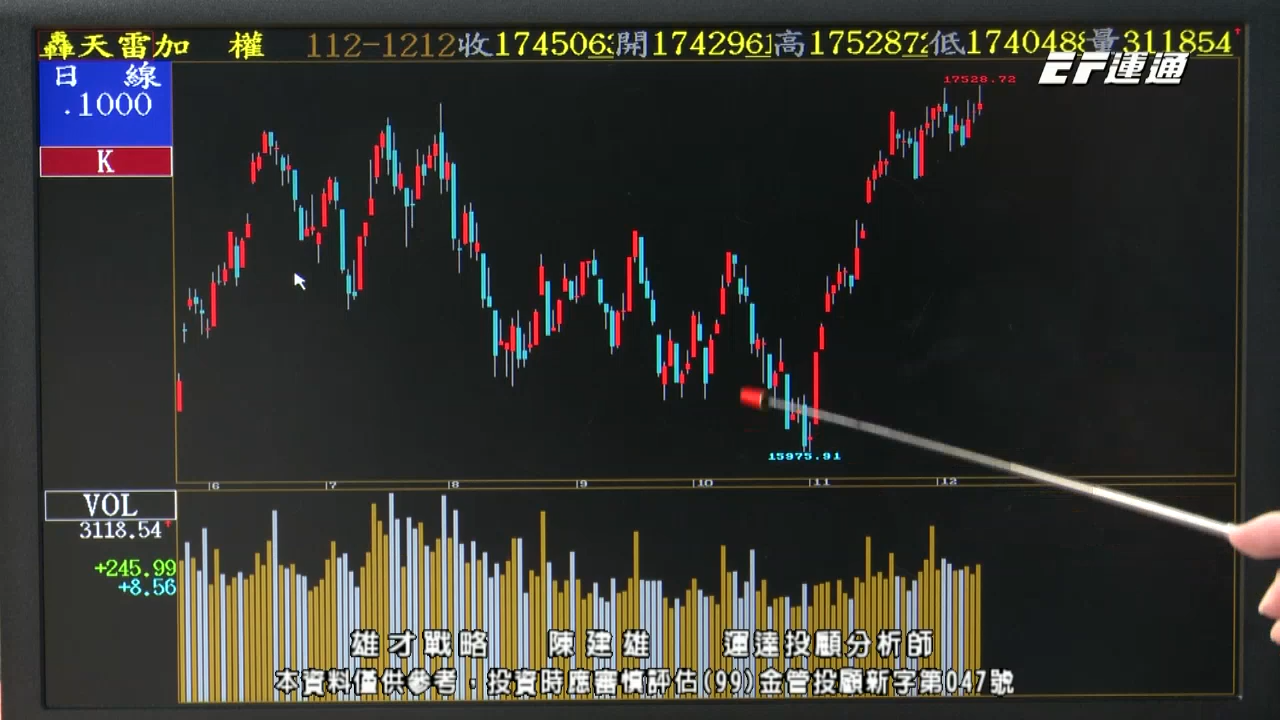 轟天雷加 權 112-1212收1745063開1742961高1752872低1740488量311854
EF運通
日 線
.1000
K
17528.72
15975.91
6 7 8 9 10 11 12
VOL
3118.54
+245.99
+8.56
雄才戰略 陳建雄 運達投顧分析師
本資料僅供參考，投資時應審慎評估(99)金管投顧新字第047號